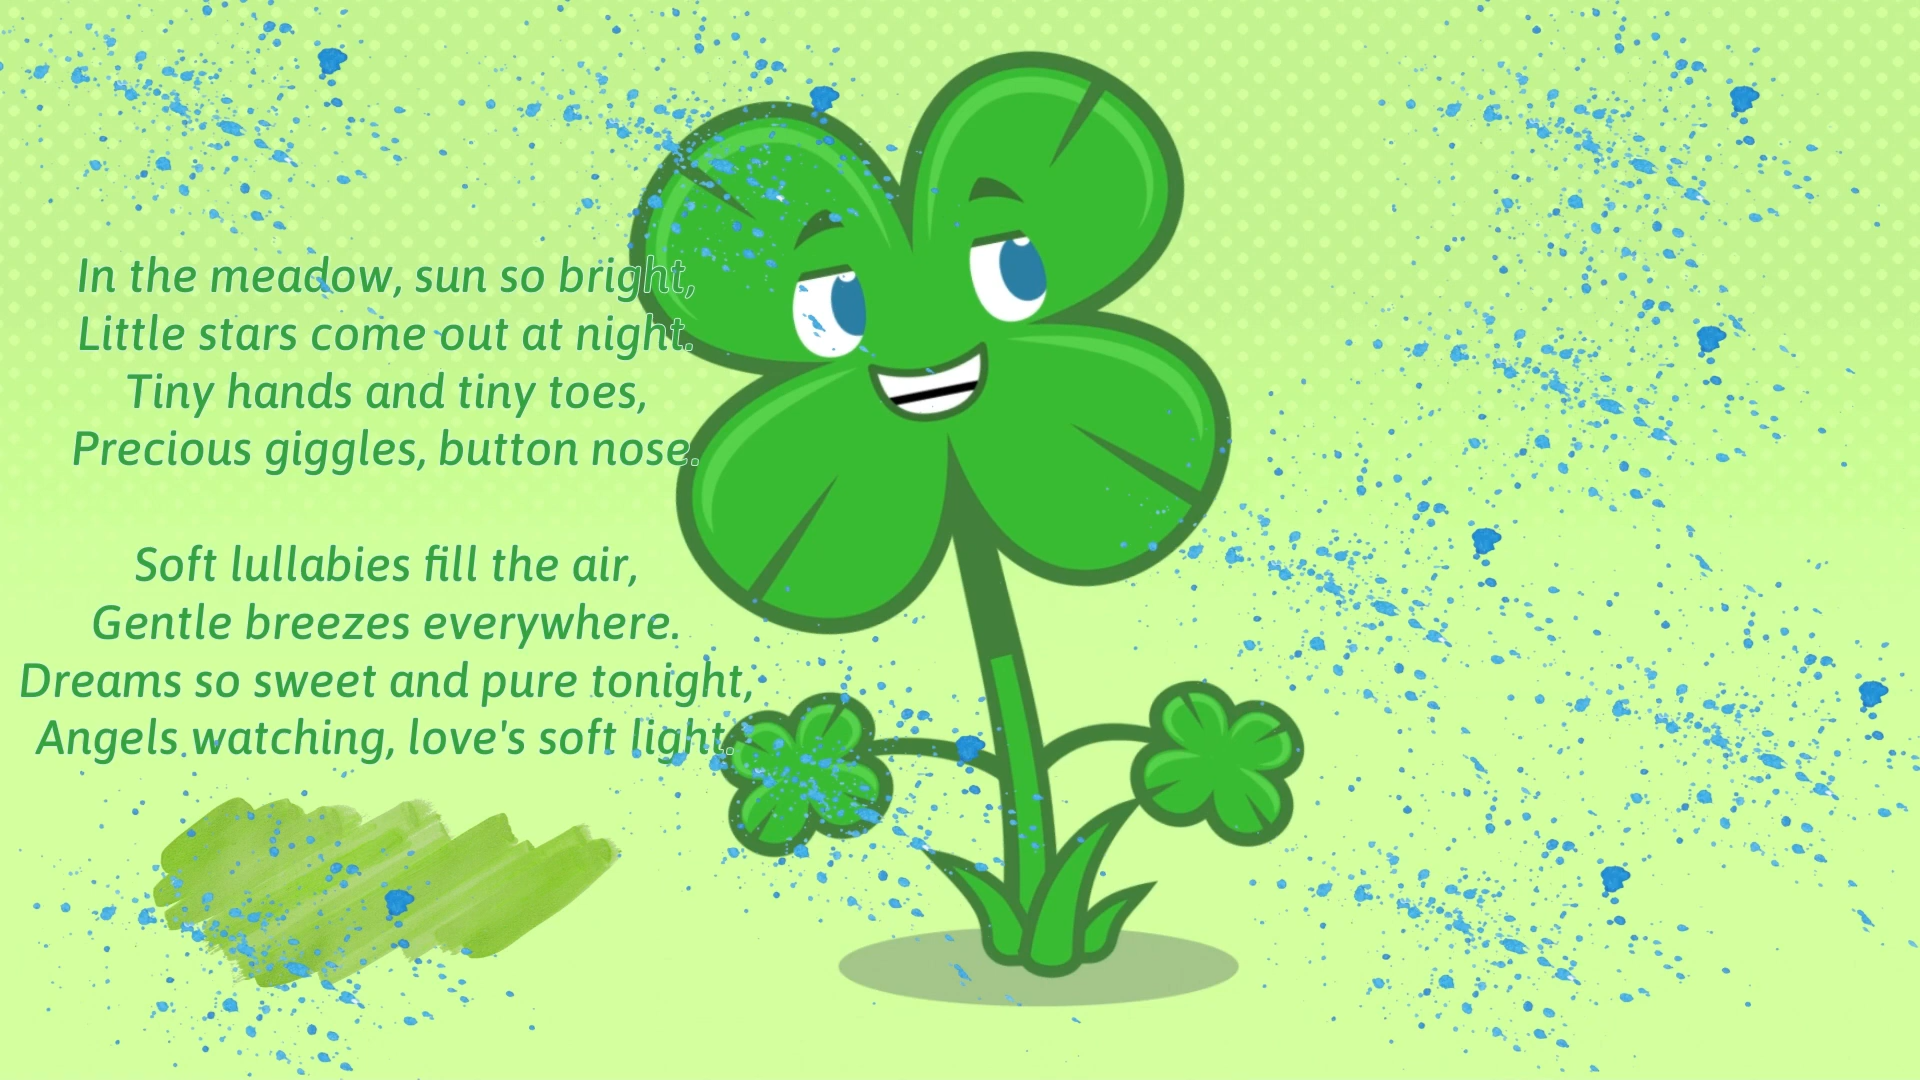 In the meadow, sun so bright,
Little stars come out at night.
Tiny hands and tiny toes,
Precious giggles, button nose.
Soft lullabies fill the air,
Gentle breezes everywhere.
Dreams so sweet and pure tonight,
Angels watching, love's soft light.